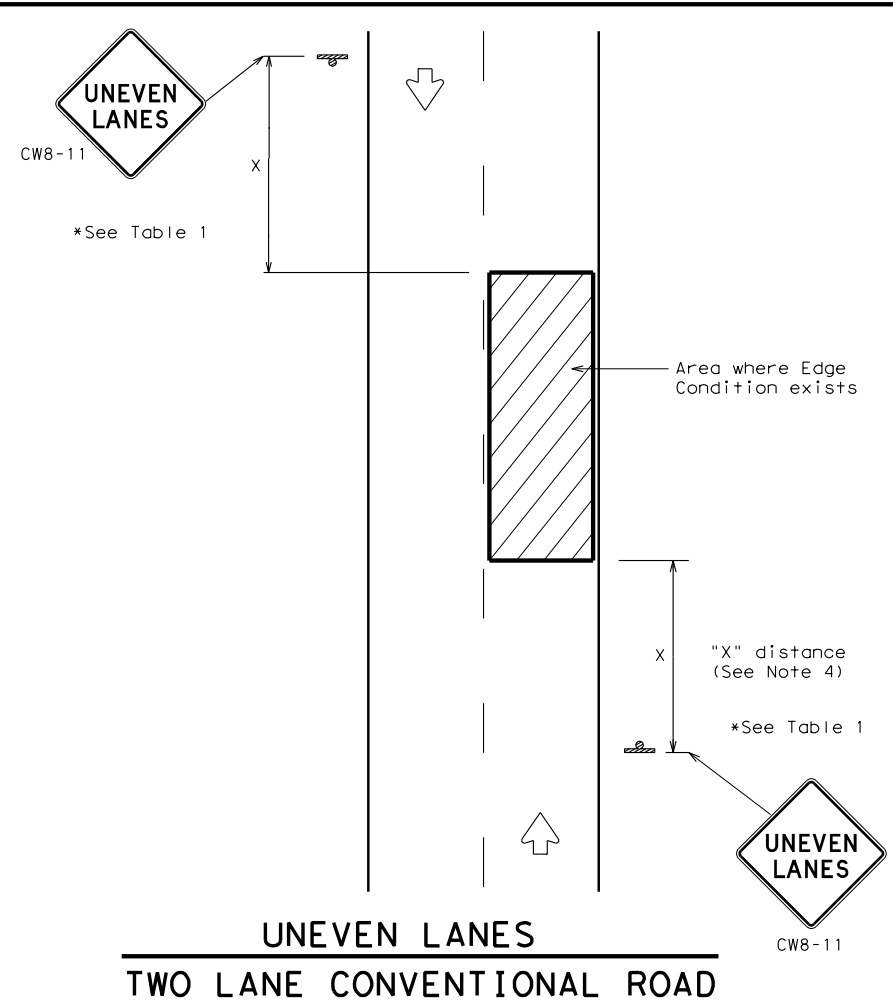 UNEVEN
LANES
CW8-11
X
*See Table 1
Area where Edge
Condition exists
X
"X" distance
(See Note 4)
*See Table 1
UNEVEN
LANES
CW8-11
UNEVEN LANES
TWO LANE CONVENTIONAL ROAD